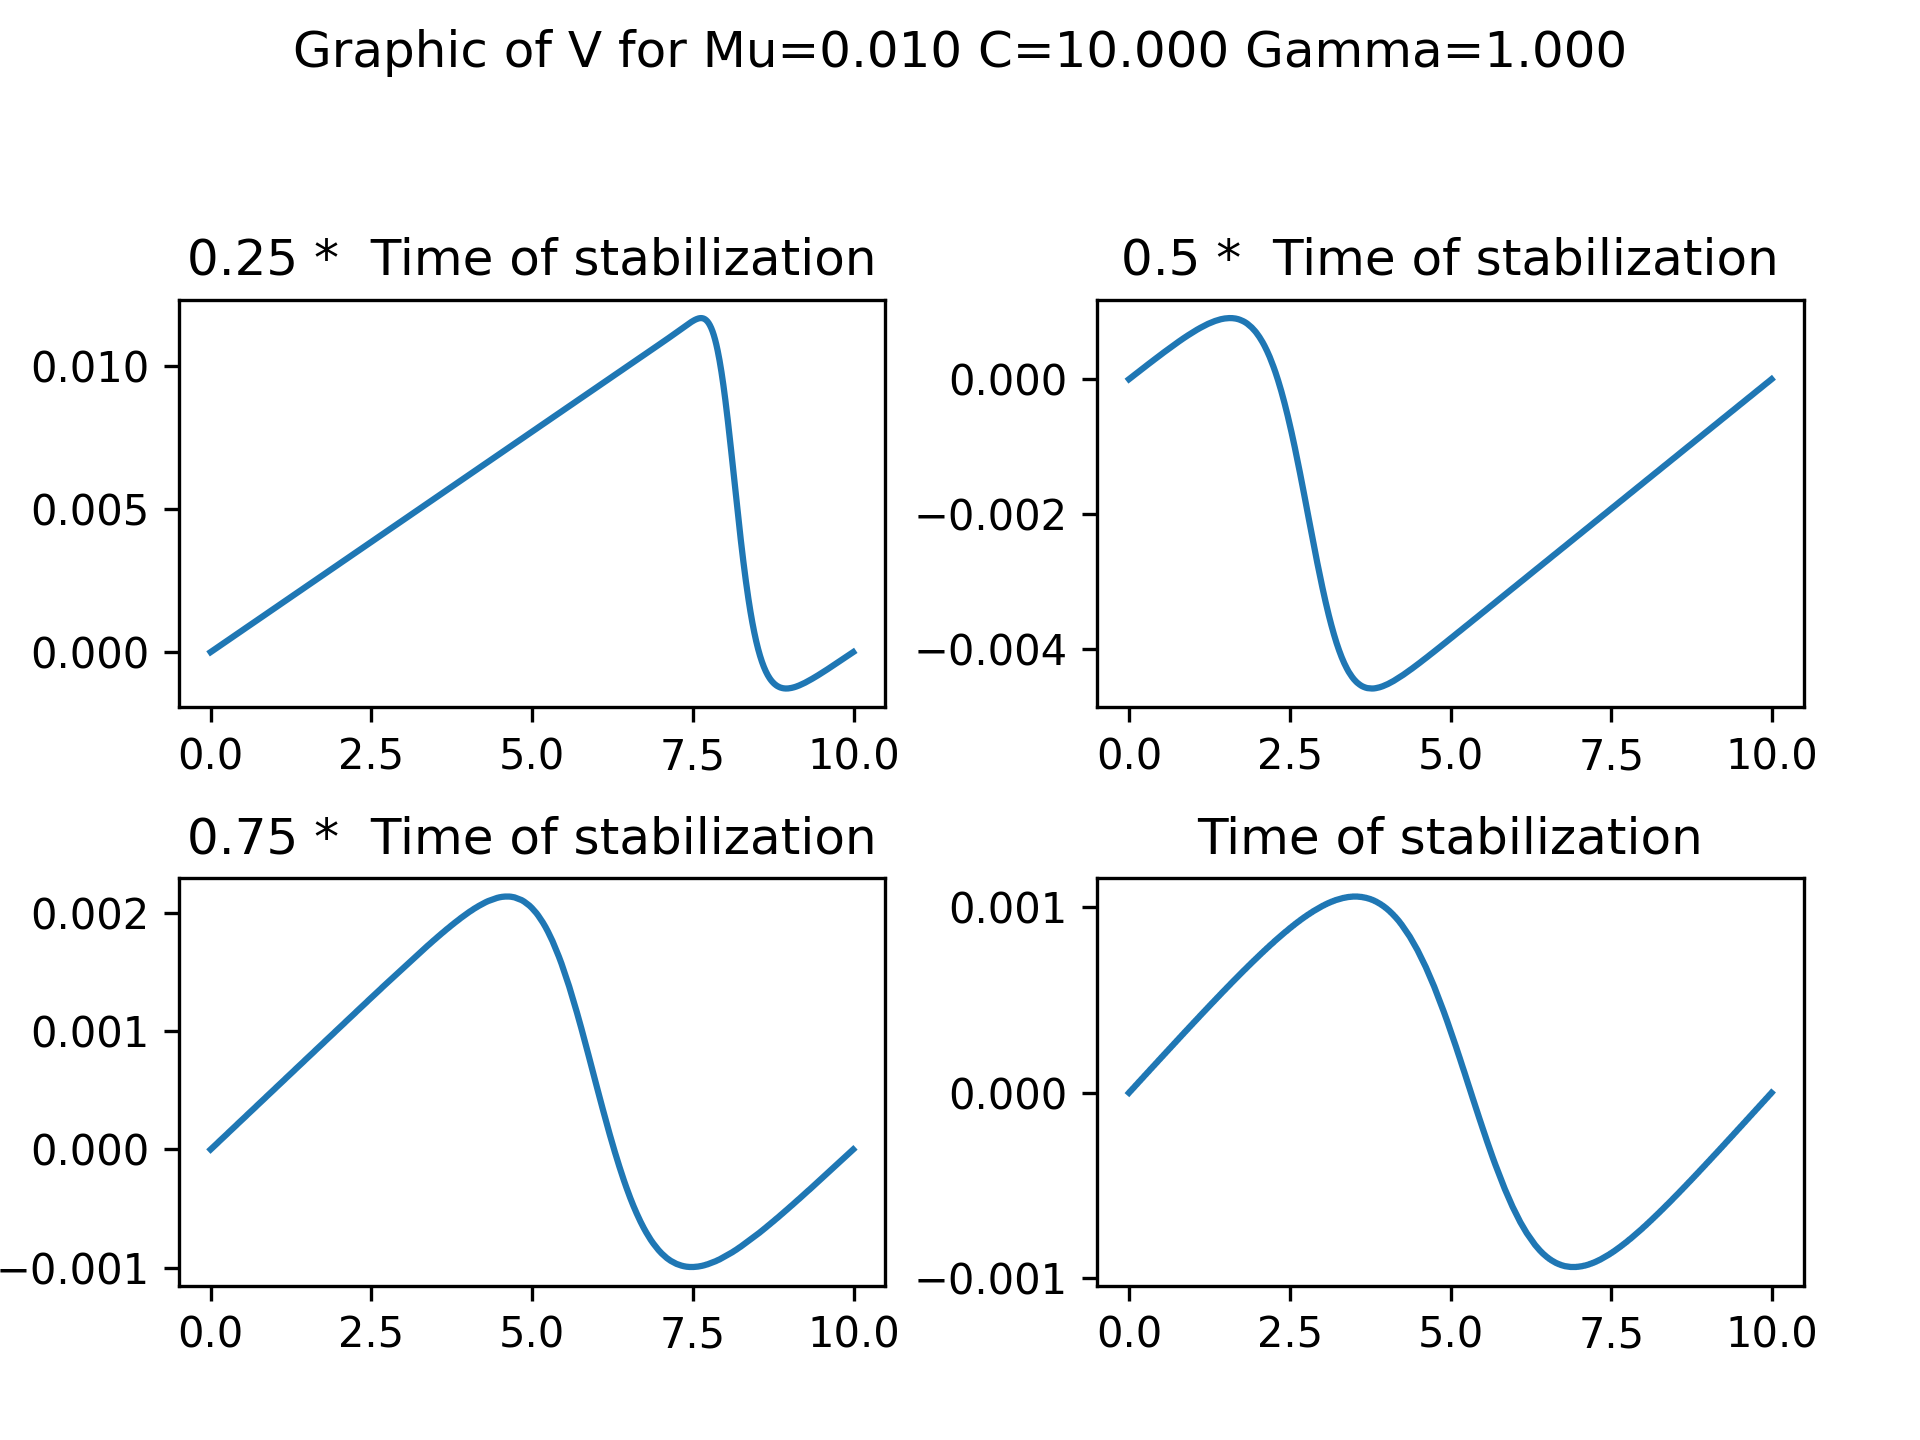 Graphic of V for Mu=0.010 C=10.000 Gamma=1.000
0.25 *  Time of stabilization
0.010
0.005
0.000
0.0 2.5 5.0 7.5 10.0
0.5 *  Time of stabilization
0.000
−0.002
−0.004
0.0 2.5 5.0 7.5 10.0
0.75 *  Time of stabilization
0.002
0.001
0.000
−0.001
0.0 2.5 5.0 7.5 10.0
Time of stabilization
0.001
0.000
−0.001
0.0 2.5 5.0 7.5 10.0